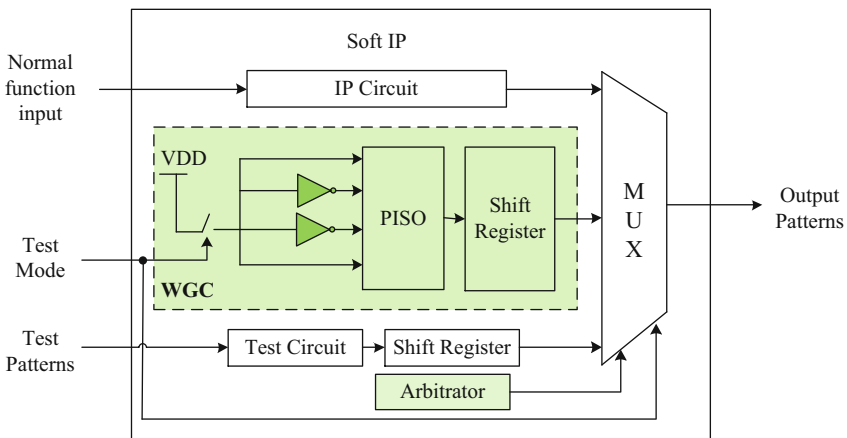 Soft IP
Normal
function
input
IP Circuit
VDD
PISO
Shift
Register
M
U
X
Output
Patterns
Test
Mode
WGC
Test
Patterns
Test Circuit
Shift Register
Arbitrator